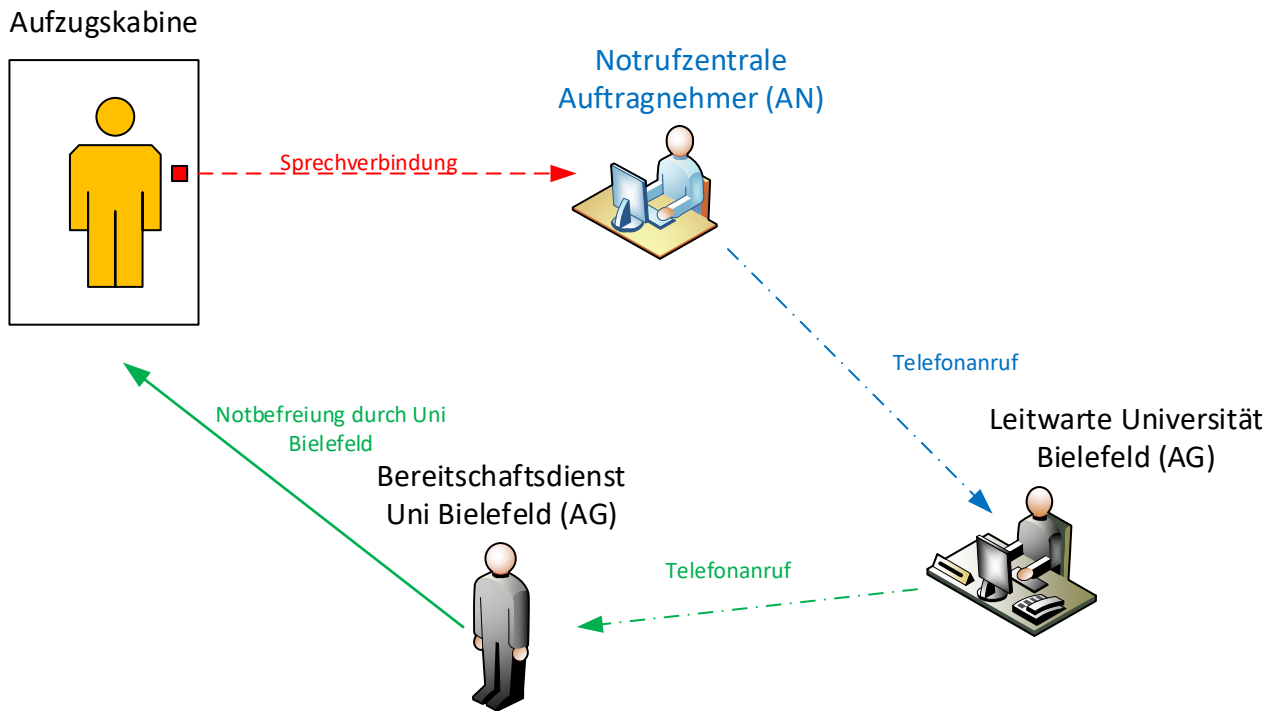 Aufzugskabine
Notrufzentrale
Auftragnehmer (AN)
Sprechverbindung
Telefonanruf
Notbefreiung durch Uni
Bielefeld
Leitwarte Universität
Bielefeld (AG)
Bereitschaftsdienst
Uni Bielefeld (AG)
Telefonanruf